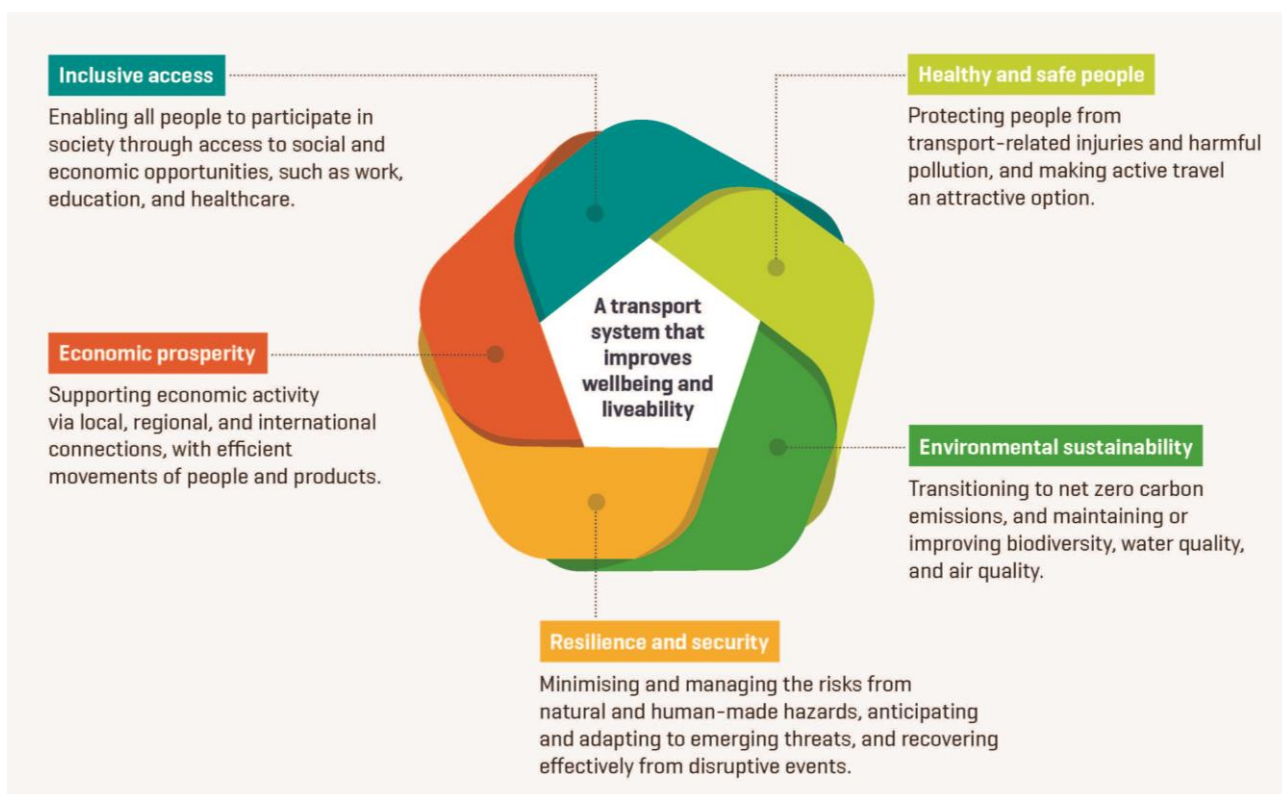 Inclusive access
Enabling all people to participate in
society through access to social and
economic opportunities, such as work,
education, and healthcare.
Healthy and safe people
Protecting people from
transport-related injuries and harmful
pollution, and making active travel
an attractive option.
A transport
system that
improves
wellbeing and
liveability
Economic prosperity
Supporting economic activity
via local, regional, and international
connections, with efficient
movements of people and products.
Environmental sustainability
Transitioning to net zero carbon
emissions, and maintaining or
improving biodiversity, water quality,
and air quality.
Resilience and security
Minimising and managing the risks from
natural and human-made hazards, anticipating
and adapting to emerging threats, and recovering
effectively from disruptive events.